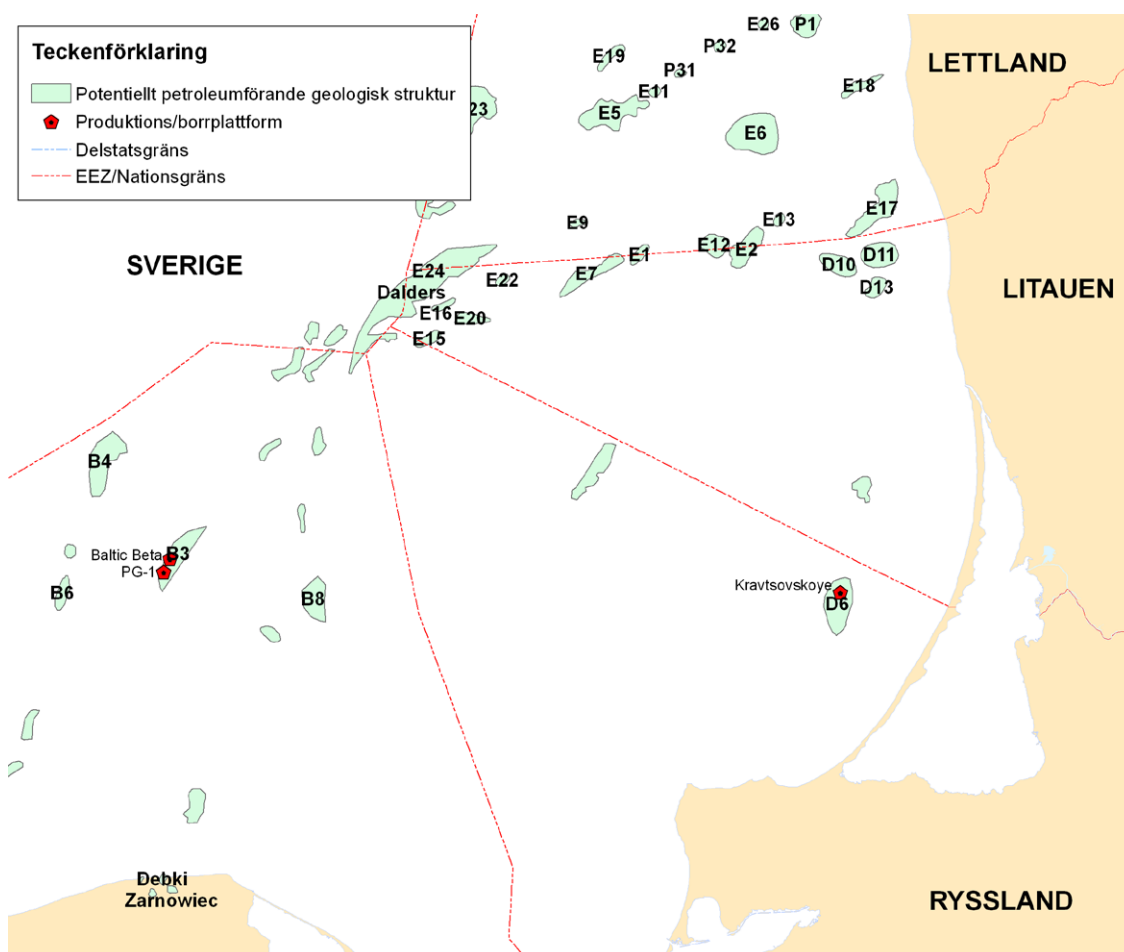 Teckenförklaring
Potentiellt petroleumförande geologisk struktur
Produktions/borrplattform
Delstatsgräns
EEZ/Nationsgräns
E26
P1
P32
E19
LETTLAND
P31
E18
E11
23
E5
E6
E17
E9
E13
E12
E2
E1
D11
SVERIGE
E24
D10
E7
E22
D13
LITAUEN
Dalders
E16
E20
E15
B4
Baltic Beta
B3
PG-1
Kravtsovskoye
B6
B8
D6
Debki
Zarnowiec
RYSSLAND